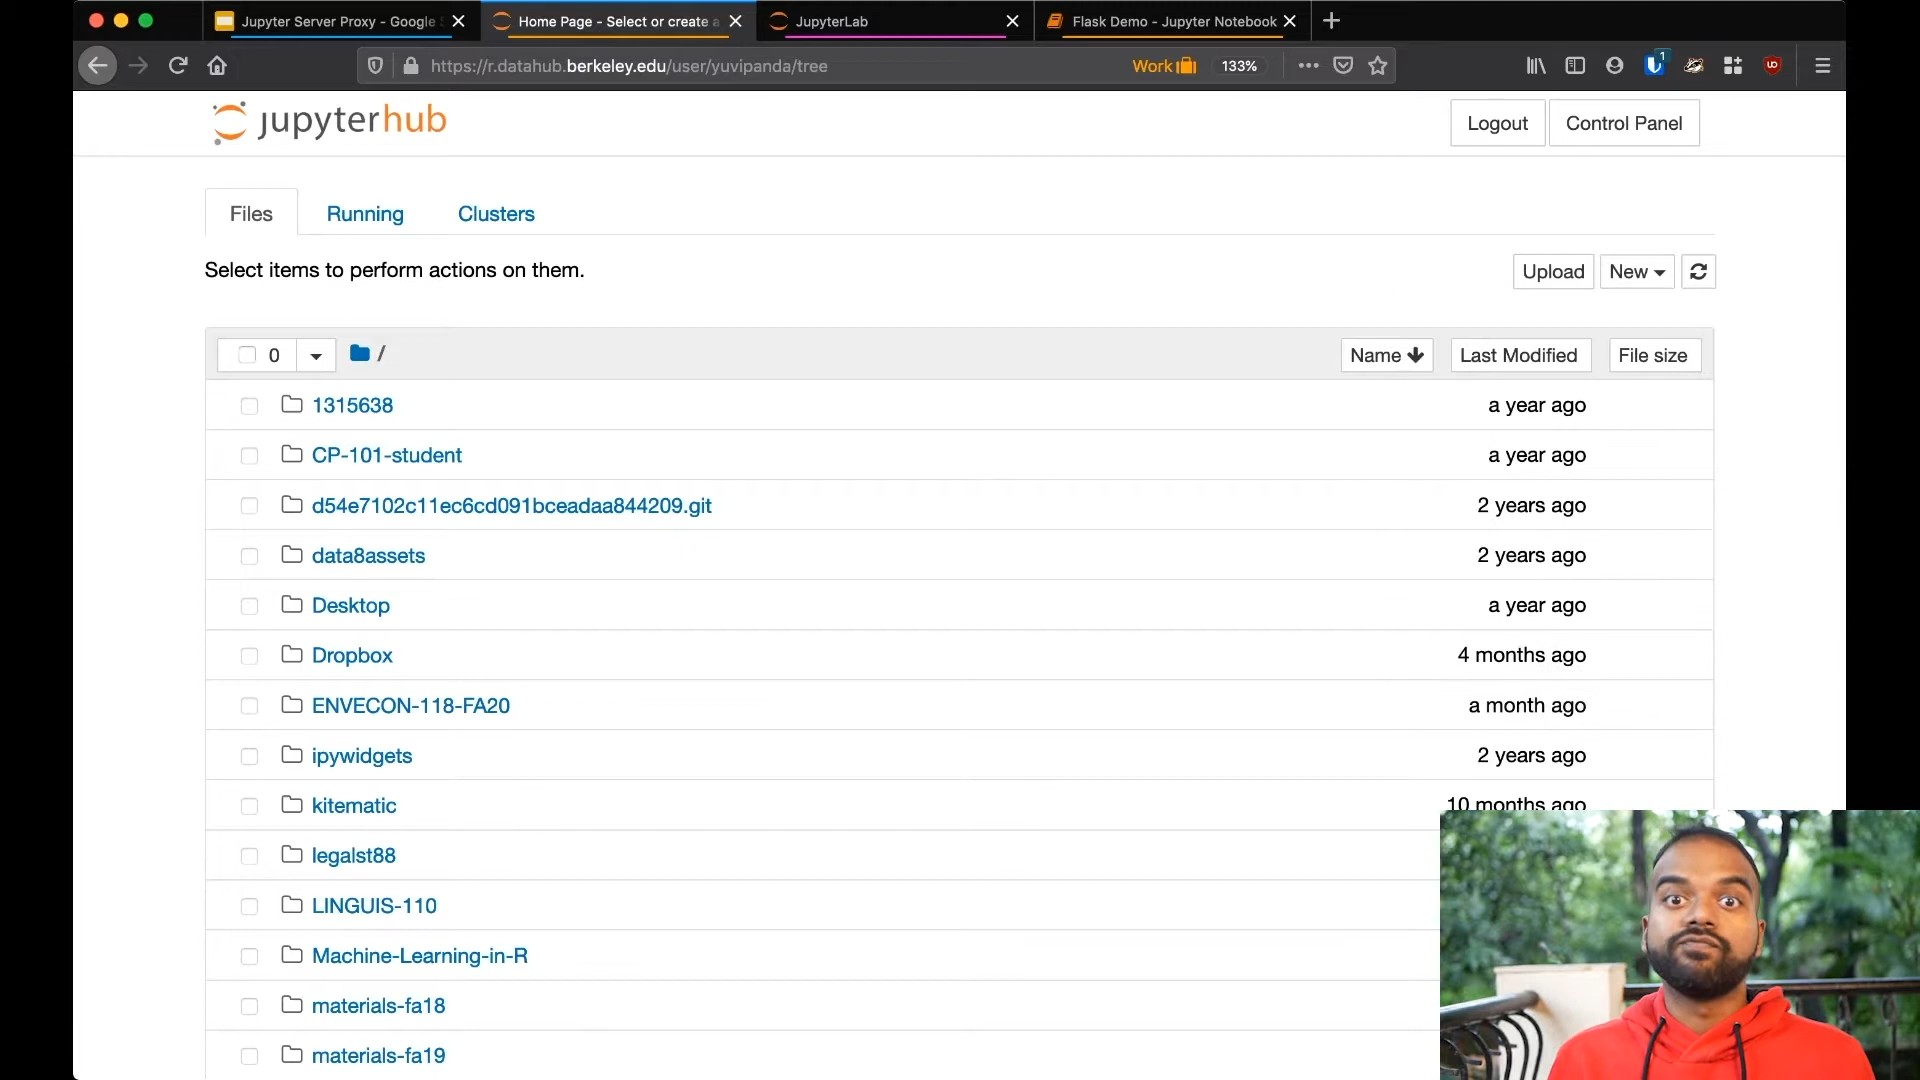 Jupyter Server Proxy - Google S
Home Page - Select or create a
JupyterLab
Flask Demo - Jupyter Notebook
https://r.datahub.berkeley.edu/user/yuvipanda/tree
Work
133%
1
jupyterhub
Logout
Control Panel
Files
Running
Clusters
Select items to perform actions on them.
Upload
New
0
/
Name
Last Modified
File size
1315638
a year ago
CP-101-student
a year ago
d54e7102c11ec6cd091bceadaa844209.git
2 years ago
data8assets
2 years ago
Desktop
a year ago
Dropbox
4 months ago
ENVECON-118-FA20
a month ago
ipywidgets
2 years ago
kitematic
10 months ago
legalst88
LINGUIS-110
Machine-Learning-in-R
materials-fa18
materials-fa19